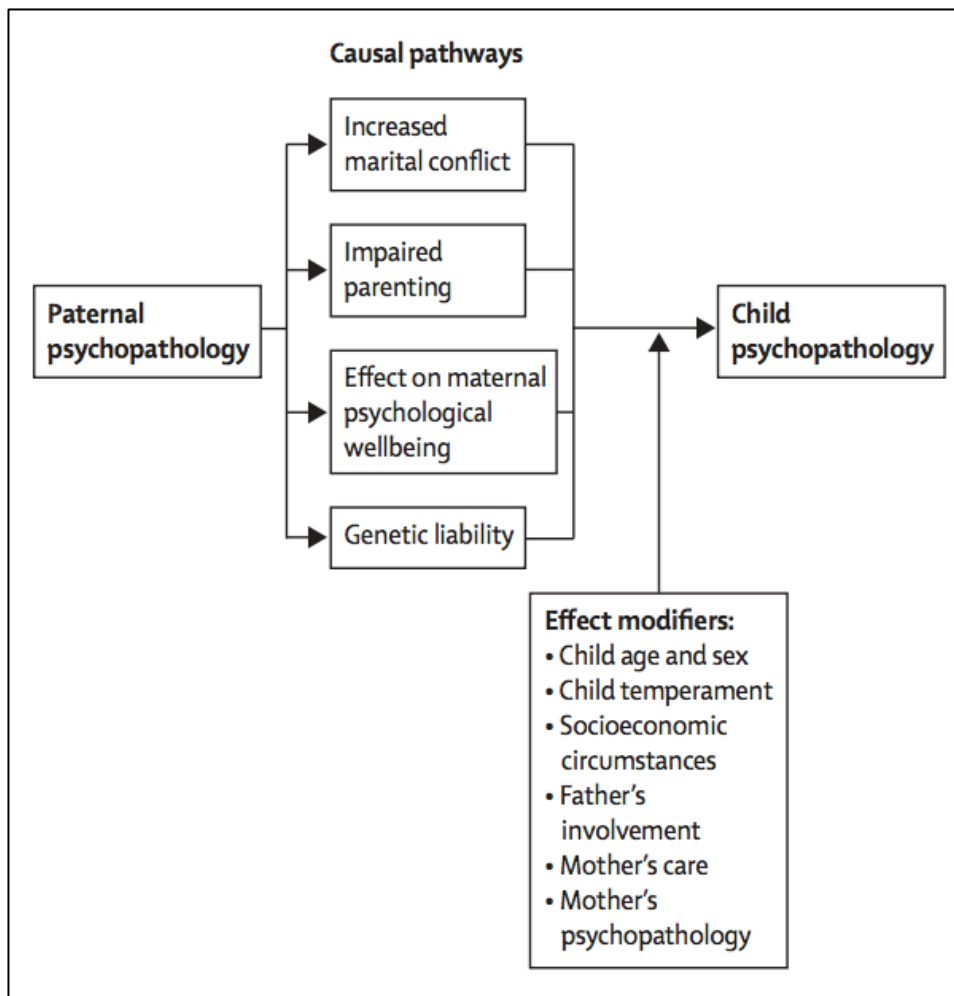 Causal pathways
Increased
marital conflict
Impaired
parenting
Paternal
psychopathology
Child
psychopathology
Effect on maternal
psychological
wellbeing
Genetic liability
Effect modifiers:
• Child age and sex
• Child temperament
• Socioeconomic
circumstances
• Father’s
involvement
• Mother’s care
• Mother’s
psychopathology